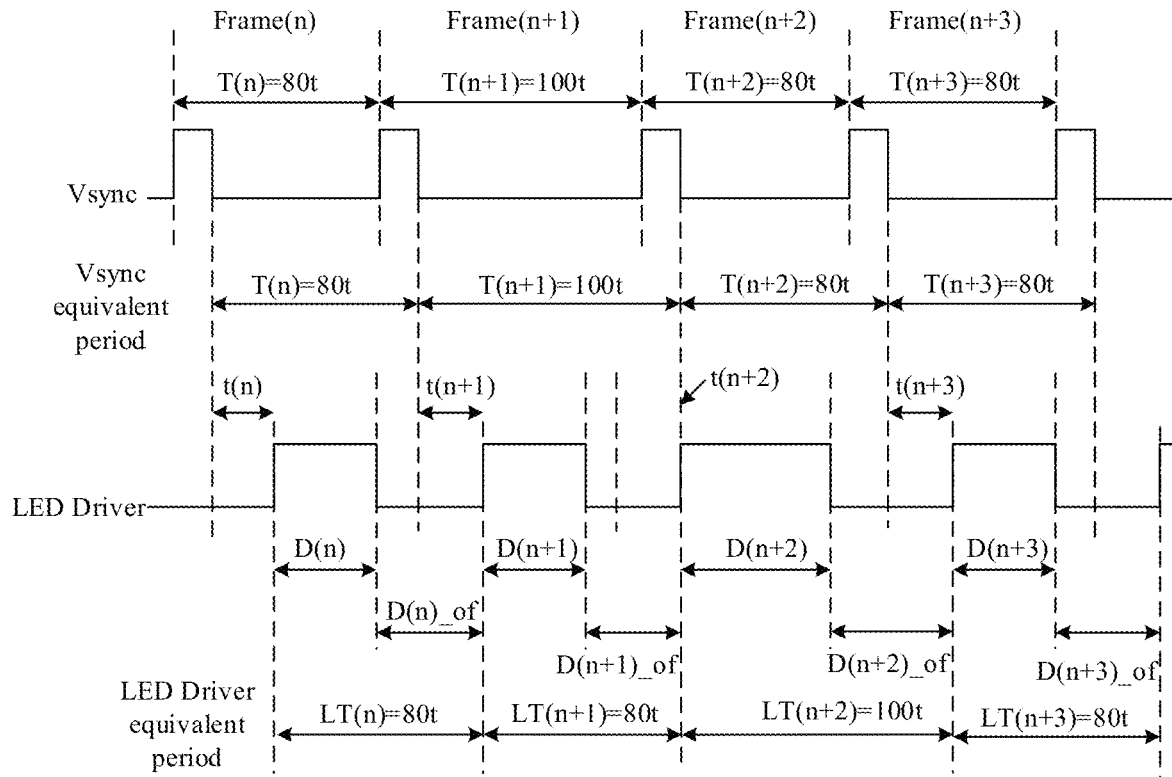 Frame(n) Frame(n+1) Frame(n+2) Frame(n+3)
T(n)=80t T(n+1)=100t T(n+2)=80t T(n+3)=80t
Vsync
Vsync
equivalent
period
T(n)=80t T(n+1)=100t T(n+2)=80t T(n+3)=80t
t(n) t(n+1) t(n+2) t(n+3)
LED Driver
D(n) D(n+1) D(n+2) D(n+3)
D(n)_of D(n+1)_of D(n+2)_of D(n+3)_of
LED Driver
equivalent
period
LT(n)=80t LT(n+1)=80t LT(n+2)=100t LT(n+3)=80t